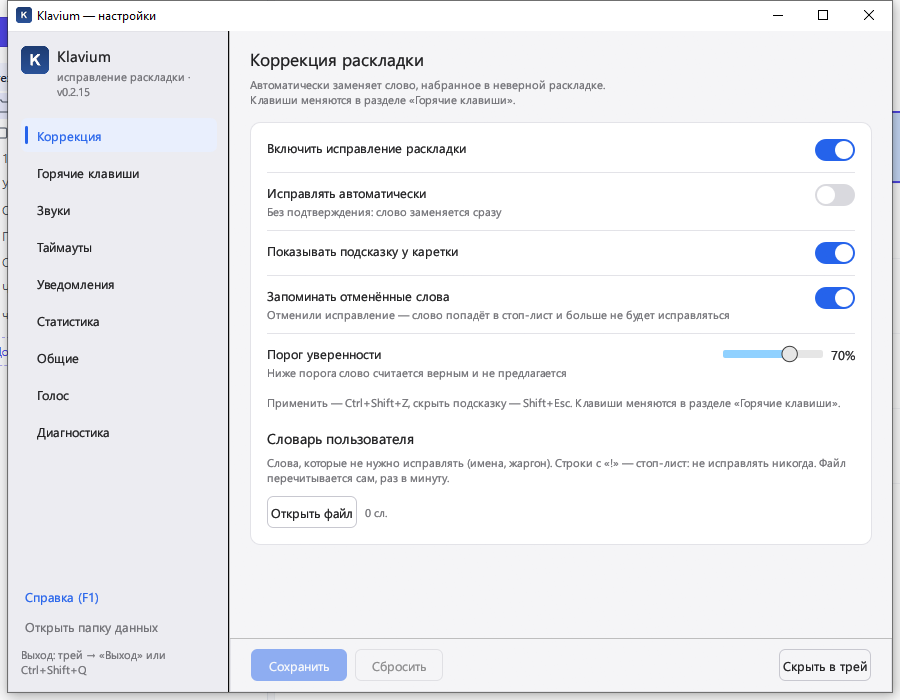 Klavium — настройки
K
Klavium
исправление раскладки ·
v0.2.15
Коррекция
Горячие клавиши
Звуки
Таймауты
Уведомления
Статистика
Общие
Голос
Диагностика
Справка (F1)
Открыть папку данных
Выход: трей → «Выход» или
Ctrl+Shift+Q
Коррекция раскладки
Автоматически заменяет слово, набранное в неверной раскладке.
Клавиши меняются в разделе «Горячие клавиши».
Включить исправление раскладки
Исправлять автоматически
Без подтверждения: слово заменяется сразу
Показывать подсказку у каретки
Запоминать отменённые слова
Отменили исправление — слово попадёт в стоп-лист и больше не будет исправляться
Порог уверенности
70%
Ниже порога слово считается верным и не предлагается
Применить — Ctrl+Shift+Z, скрыть подсказку — Shift+Esc. Клавиши меняются в разделе «Горячие клавиши».
Словарь пользователя
Слова, которые не нужно исправлять (имена, жаргон). Строки с «!» — стоп-лист: не исправлять никогда. Файл
перечитывается сам, раз в минуту.
Открыть файл
0 сл.
Сохранить
Сбросить
Скрыть в трей